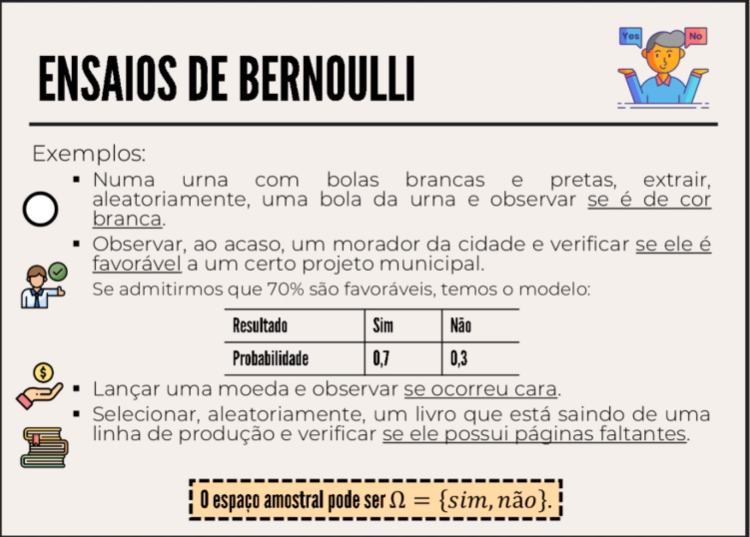 Yes
No
ENSAIOS DE BERNOULLI
Exemplos:
▪ Numa urna com bolas brancas e pretas, extrair,
aleatoriamente, uma bola da urna e observar se é de cor
branca.
▪ Observar, ao acaso, um morador da cidade e verificar se ele é
favorável a um certo projeto municipal.
Se admitirmos que 70% são favoráveis, temos o modelo:
Resultado Sim Não
Probabilidade 0,7 0,3
▪ Lançar uma moeda e observar se ocorreu cara.
▪ Selecionar, aleatoriamente, um livro que está saindo de uma
linha de produção e verificar se ele possui páginas faltantes.
O espaço amostral pode ser Ω = {sim, não}.